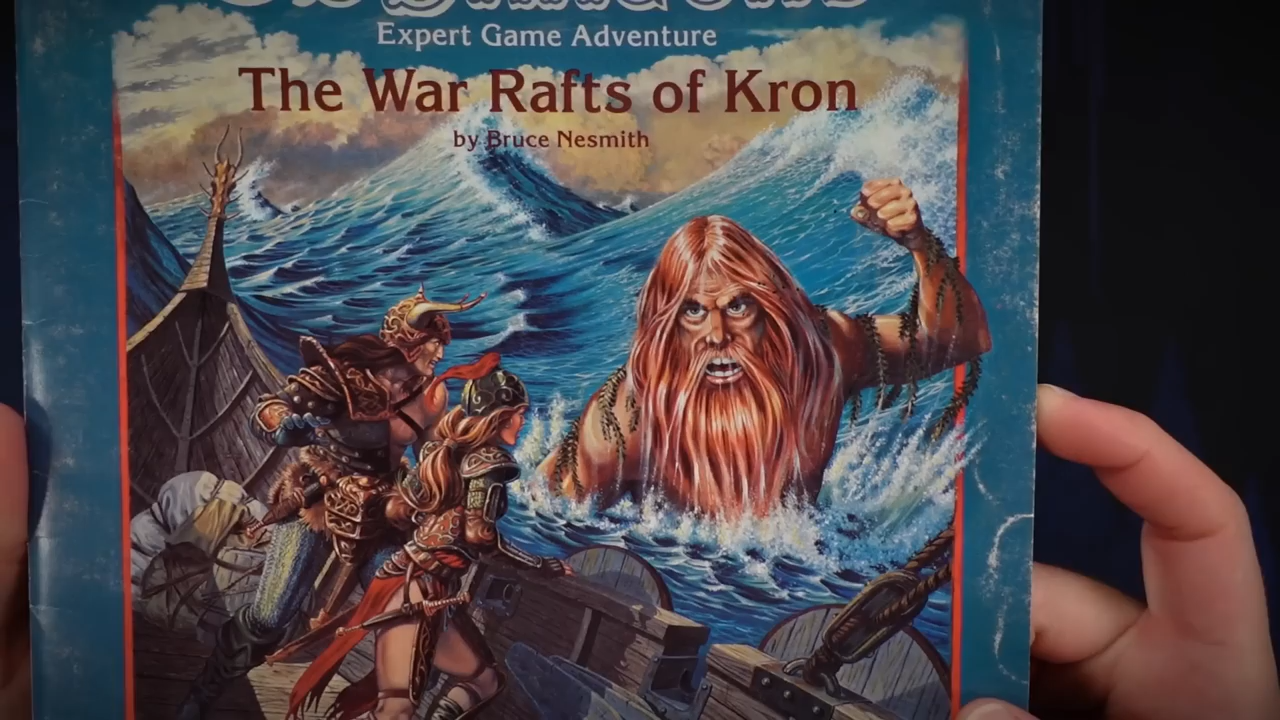 Expert Game Adventure
The War Rafts of Kron
by Bruce Nesmith